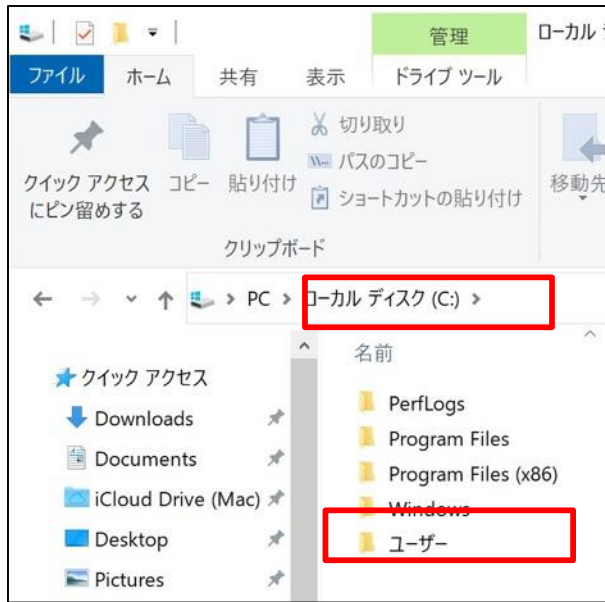 管理
ローカル
ファイル ホーム 共有 表示 ドライブ ツール
クイック アクセス
にピン留めする
コピー
貼り付け
切り取り
パスのコピー
ショートカットの貼り付け
移動先
クリップボード
PC ローカル ディスク (C:)
クイック アクセス
Downloads
Documents
iCloud Drive (Mac)
Desktop
Pictures
名前
PerfLogs
Program Files
Program Files (x86)
Windows
ユーザー